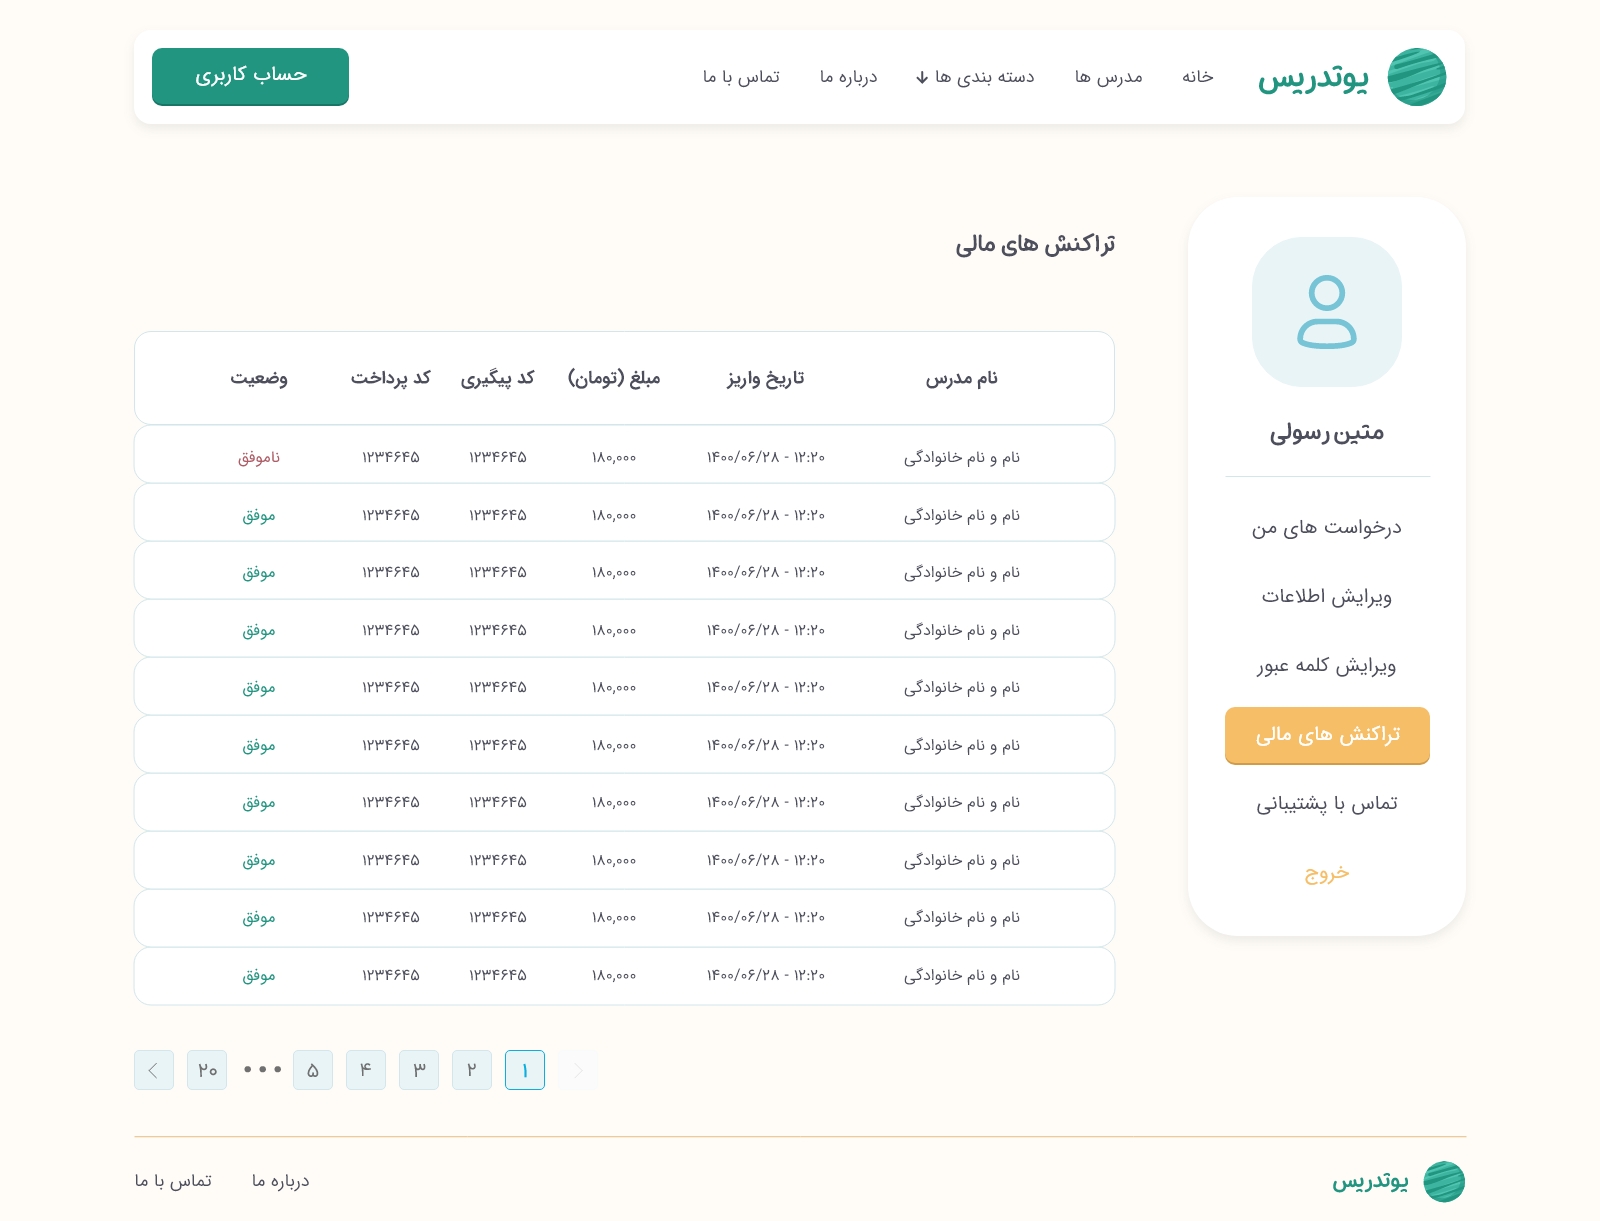 یوتدریس
خانه
مدرس ها
دسته بندی ها
درباره ما
تماس با ما
حساب کاربری
متین رسولی
درخواست های من
ویرایش اطلاعات
ویرایش کلمه عبور
تراکنش های مالی
تماس با پشتیبانی
خروج
تراکنش های مالی
نام مدرس تاریخ واریز مبلغ (تومان) کد پیگیری کد پرداخت وضعیت
نام و نام خانوادگی ۱۴۰۰/۰۶/۲۸ - ۱۲:۲۰ ۱۸۰,۰۰۰ ۱۲۳۴۶۴۵ ۱۲۳۴۶۴۵ ناموفق
نام و نام خانوادگی ۱۴۰۰/۰۶/۲۸ - ۱۲:۲۰ ۱۸۰,۰۰۰ ۱۲۳۴۶۴۵ ۱۲۳۴۶۴۵ موفق
نام و نام خانوادگی ۱۴۰۰/۰۶/۲۸ - ۱۲:۲۰ ۱۸۰,۰۰۰ ۱۲۳۴۶۴۵ ۱۲۳۴۶۴۵ موفق
نام و نام خانوادگی ۱۴۰۰/۰۶/۲۸ - ۱۲:۲۰ ۱۸۰,۰۰۰ ۱۲۳۴۶۴۵ ۱۲۳۴۶۴۵ موفق
نام و نام خانوادگی ۱۴۰۰/۰۶/۲۸ - ۱۲:۲۰ ۱۸۰,۰۰۰ ۱۲۳۴۶۴۵ ۱۲۳۴۶۴۵ موفق
نام و نام خانوادگی ۱۴۰۰/۰۶/۲۸ - ۱۲:۲۰ ۱۸۰,۰۰۰ ۱۲۳۴۶۴۵ ۱۲۳۴۶۴۵ موفق
نام و نام خانوادگی ۱۴۰۰/۰۶/۲۸ - ۱۲:۲۰ ۱۸۰,۰۰۰ ۱۲۳۴۶۴۵ ۱۲۳۴۶۴۵ موفق
نام و نام خانوادگی ۱۴۰۰/۰۶/۲۸ - ۱۲:۲۰ ۱۸۰,۰۰۰ ۱۲۳۴۶۴۵ ۱۲۳۴۶۴۵ موفق
نام و نام خانوادگی ۱۴۰۰/۰۶/۲۸ - ۱۲:۲۰ ۱۸۰,۰۰۰ ۱۲۳۴۶۴۵ ۱۲۳۴۶۴۵ موفق
نام و نام خانوادگی ۱۴۰۰/۰۶/۲۸ - ۱۲:۲۰ ۱۸۰,۰۰۰ ۱۲۳۴۶۴۵ ۱۲۳۴۶۴۵ موفق
۱ ۲ ۳ ۴ ۵ ... ۲۰
یوتدریس
درباره ما
تماس با ما